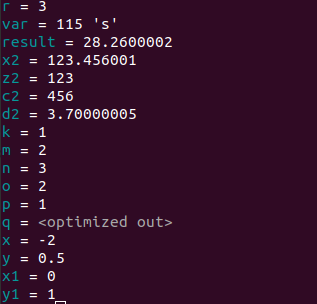 r = 3
var = 115 's'
result = 28.2600002
x2 = 123.456001
z2 = 123
c2 = 456
d2 = 3.70000005
k = 1
m = 2
n = 3
o = 2
p = 1
q = <optimized out>
x = -2
y = 0.5
x1 = 0
y1 = 1